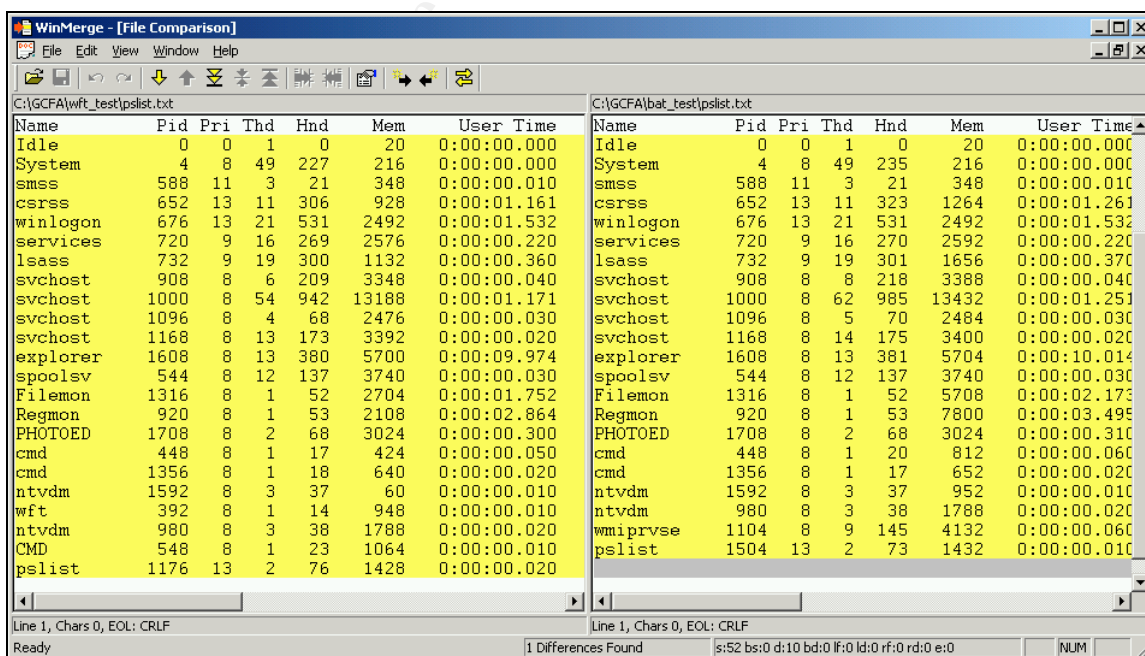 WinMerge - [File Comparison]
File Edit View Window Help
C:\GCFA\wft_test\pslist.txt
Name Pid Pri Thd Hnd Mem User Time
Idle 0 0 1 0 20 0:00:00.000
System 4 8 49 227 216 0:00:00.000
smss 588 11 3 21 348 0:00:00.010
csrss 652 13 11 306 928 0:00:01.161
winlogon 676 13 21 531 2492 0:00:01.532
services 720 9 16 269 2576 0:00:00.220
lsass 732 9 19 300 1132 0:00:00.360
svchost 908 8 6 209 3348 0:00:00.040
svchost 1000 8 54 942 13188 0:00:01.171
svchost 1096 8 4 68 2476 0:00:00.030
svchost 1168 8 13 173 3392 0:00:00.020
explorer 1608 8 13 380 5700 0:00:09.974
spoolsv 544 8 12 137 3740 0:00:00.030
Filemon 1316 8 1 52 2704 0:00:01.752
Regmon 920 8 1 53 2108 0:00:02.864
PHOTOED 1708 8 2 68 3024 0:00:00.300
cmd 448 8 1 17 424 0:00:00.050
cmd 1356 8 1 18 640 0:00:00.020
ntvdm 1592 8 3 37 60 0:00:00.010
wft 392 8 1 14 948 0:00:00.010
ntvdm 980 8 3 38 1788 0:00:00.020
CMD 548 8 1 23 1064 0:00:00.010
pslist 1176 13 2 76 1428 0:00:00.020
Line 1, Chars 0, EOL: CRLF
C:\GCFA\bat_test\pslist.txt
Name Pid Pri Thd Hnd Mem User Time
Idle 0 0 1 0 20 0:00:00.000
System 4 8 49 235 216 0:00:00.000
smss 588 11 3 21 348 0:00:00.010
csrss 652 13 11 323 1264 0:00:01.261
winlogon 676 13 21 531 2492 0:00:01.532
services 720 9 16 270 2592 0:00:00.220
lsass 732 9 19 301 1656 0:00:00.370
svchost 908 8 8 218 3388 0:00:00.040
svchost 1000 8 62 985 13432 0:00:01.251
svchost 1096 8 5 70 2484 0:00:00.030
svchost 1168 8 14 175 3400 0:00:00.020
explorer 1608 8 13 381 5704 0:00:10.014
spoolsv 544 8 12 137 3740 0:00:00.030
Filemon 1316 8 1 52 5708 0:00:02.173
Regmon 920 8 1 53 7800 0:00:03.495
PHOTOED 1708 8 2 68 3024 0:00:00.310
cmd 448 8 1 20 812 0:00:00.060
cmd 1356 8 1 17 652 0:00:00.020
ntvdm 1592 8 3 37 952 0:00:00.010
ntvdm 980 8 3 38 1788 0:00:00.020
wmiprvse 1104 8 9 145 4132 0:00:00.060
pslist 1504 13 2 73 1432 0:00:00.010
Line 1, Chars 0, EOL: CRLF
Ready 1 Differences Found s:52 bs:0 d:10 bd:0 lf:0 ld:0 rf:0 rd:0 e:0 NUM